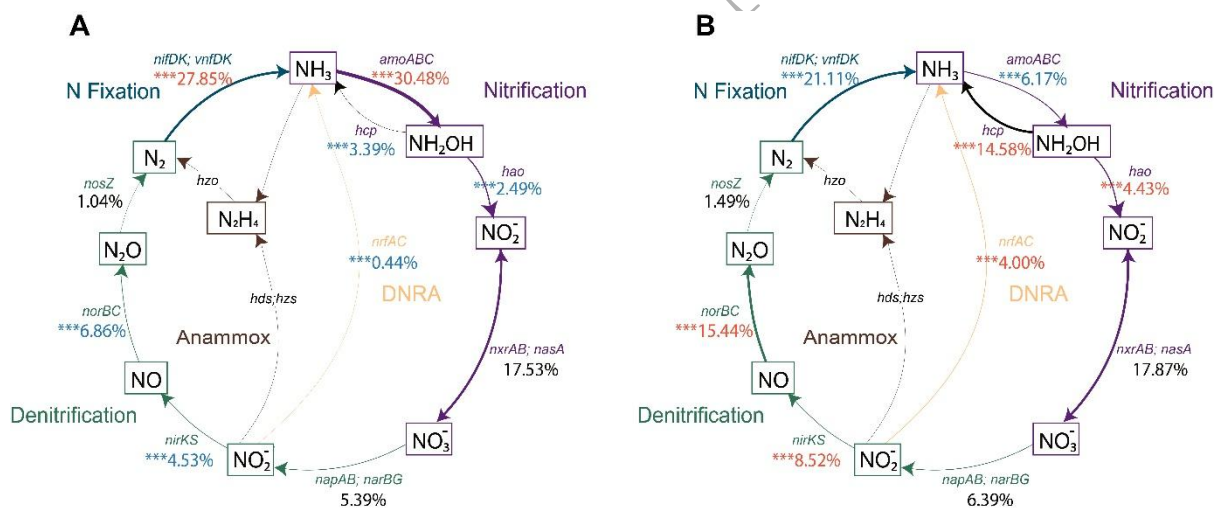 A
nifDK; vnfDK
***27.85%
N Fixation
NH₃
amoABC
***30.48%
Nitrification
hcp
***3.39%
NH₂OH
N₂
hao
***2.49%
nosZ
1.04%
hzo
N₂H₄
NO₂⁻
N₂O
nrfAC
***0.44%
DNRA
hds;hzs
norBC
***6.86%
Anammox
nxrAB; nasA
17.53%
NO
Denitrification
nirKS
***4.53%
NO₂⁻
NO₃⁻
napAB; narBG
5.39%
B
nifDK; vnfDK
***21.11%
N Fixation
NH₃
amoABC
***6.17%
Nitrification
hcp
***14.58%
NH₂OH
N₂
hao
***4.43%
nosZ
1.49%
hzo
N₂H₄
NO₂⁻
N₂O
nrfAC
***4.00%
DNRA
hds;hzs
norBC
***15.44%
Anammox
nxrAB; nasA
17.87%
NO
Denitrification
nirKS
***8.52%
NO₂⁻
NO₃⁻
napAB; narBG
6.39%